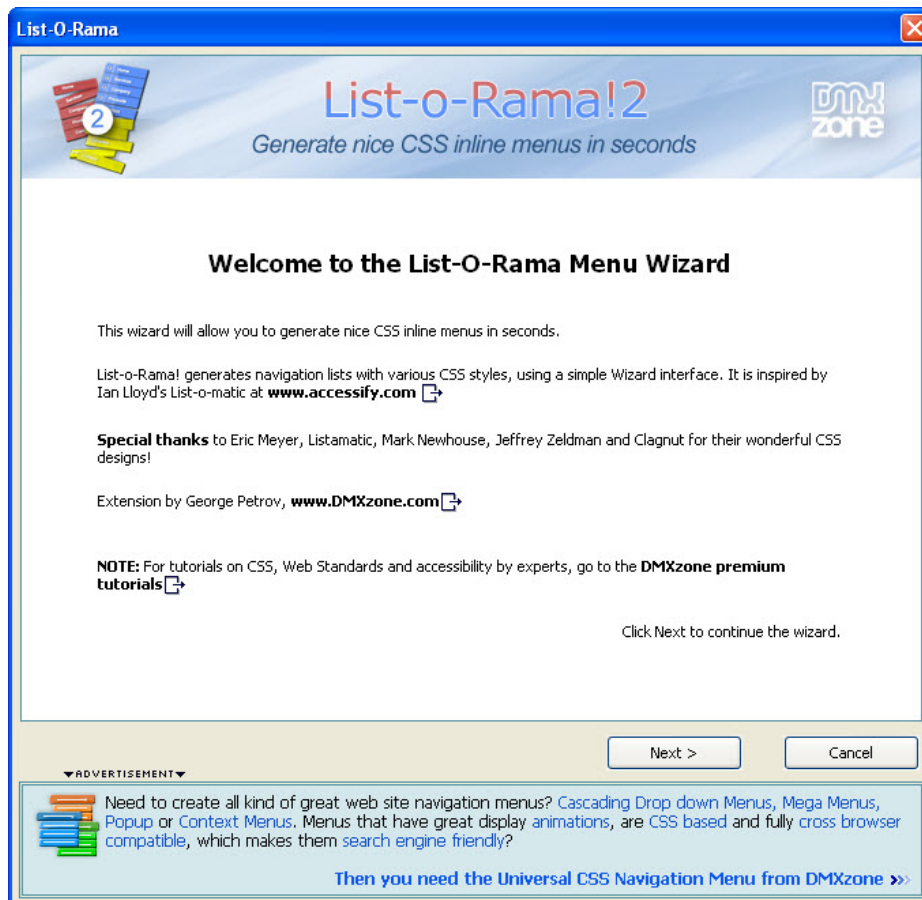 List-O-Rama
2
List-o-Rama!2
Generate nice CSS inline menus in seconds
DMX
zone
Welcome to the List-O-Rama Menu Wizard
This wizard will allow you to generate nice CSS inline menus in seconds.
List-o-Rama! generates navigation lists with various CSS styles, using a simple Wizard interface. It is inspired by
Ian Lloyd's List-o-matic at www.accessify.com
Special thanks to Eric Meyer, Listamatic, Mark Newhouse, Jeffrey Zeldman and Clagnut for their wonderful CSS
designs!
Extension by George Petrov, www.DMXzone.com
NOTE: For tutorials on CSS, Web Standards and accessibility by experts, go to the DMXzone premium
tutorials
Click Next to continue the wizard.
Next >
Cancel
ADVERTISEMENT
Need to create all kind of great web site navigation menus? Cascading Drop down Menus, Mega Menus,
Popup or Context Menus. Menus that have great display animations, are CSS based and fully cross browser
compatible, which makes them search engine friendly?
Then you need the Universal CSS Navigation Menu from DMXzone >>>